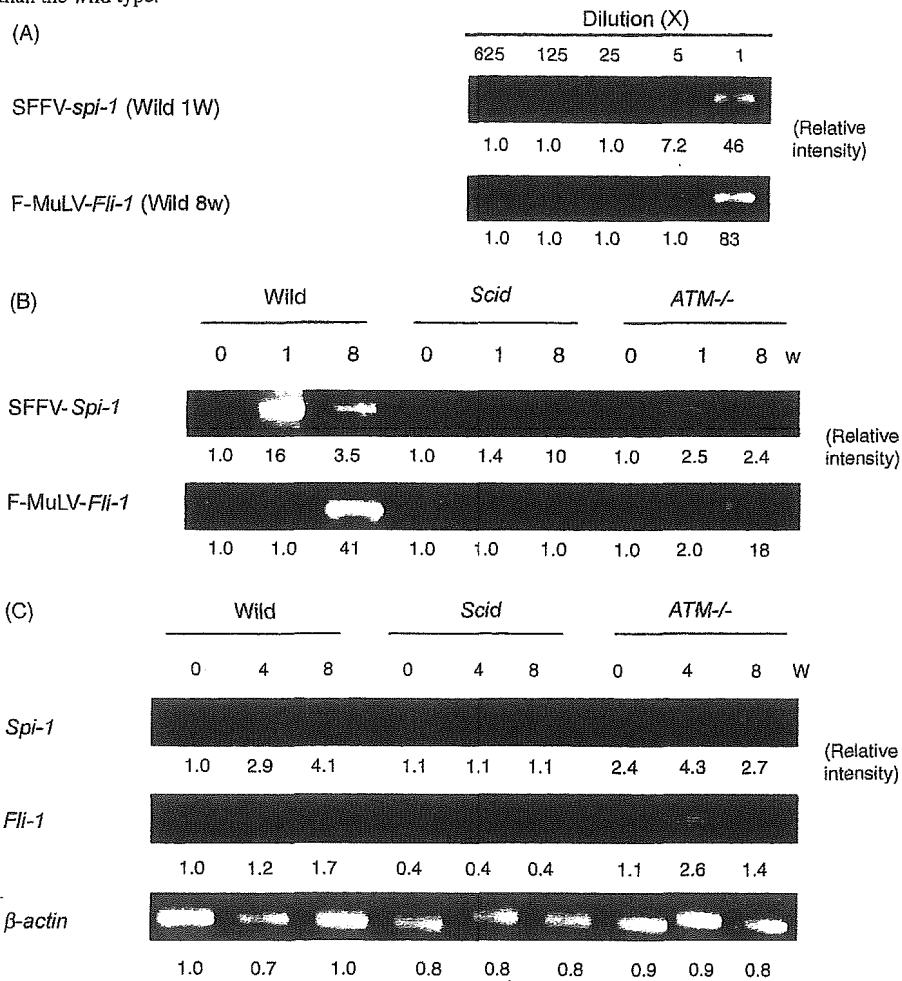 than the wild type.
(A)
Dilution (X)
625 125 25 5 1
SFFV-spi-1 (Wild 1W)
1.0 1.0 1.0 7.2 46
(Relative intensity)
F-MuLV-Fli-1 (Wild 8w)
1.0 1.0 1.0 1.0 83
(B)
Wild Scid ATM-/-
0 1 8 0 1 8 0 1 8 w
SFFV-Spi-1
1.0 16 3.5 1.0 1.4 10 1.0 2.5 2.4
(Relative intensity)
F-MuLV-Fli-1
1.0 1.0 41 1.0 1.0 1.0 1.0 2.0 18
(C)
Wild Scid ATM-/-
0 4 8 0 4 8 0 4 8 W
Spi-1
1.0 2.9 4.1 1.1 1.1 1.1 2.4 4.3 2.7
(Relative intensity)
Fli-1
1.0 1.2 1.7 0.4 0.4 0.4 1.1 2.6 1.4
β-actin
1.0 0.7 1.0 0.8 0.8 0.8 0.9 0.9 0.8